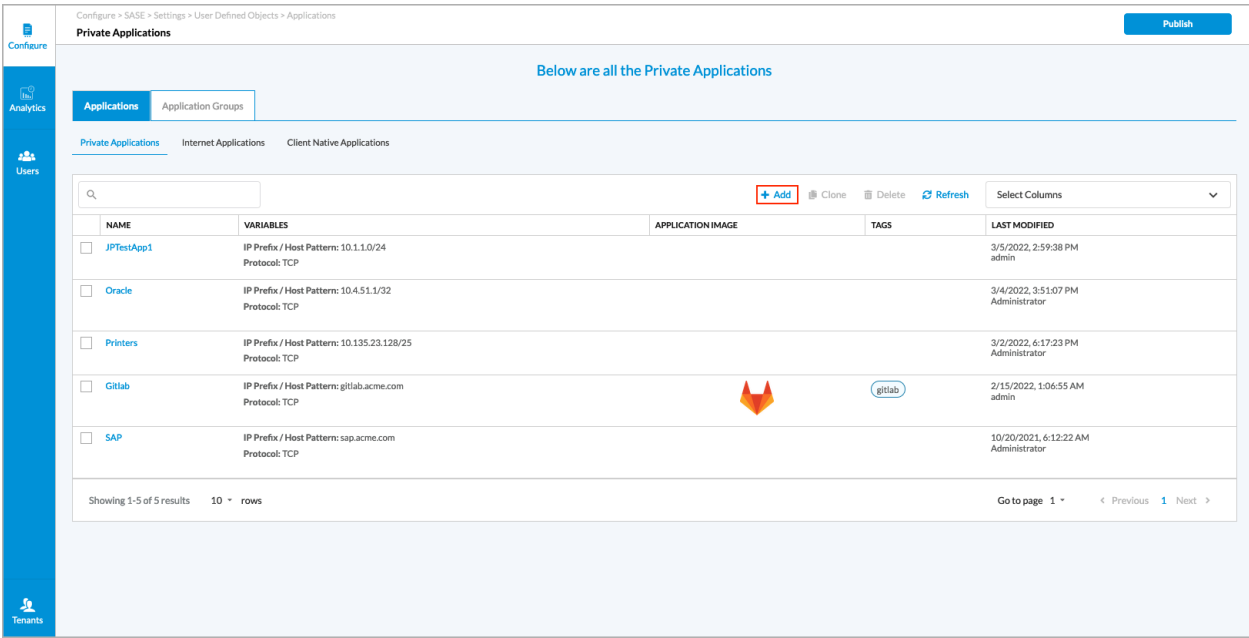 Configure > SASE > Settings > User Defined Objects > Applications
Private Applications
Publish
Configure
Analytics
Users
Tenants
Below are all the Private Applications
Applications Application Groups
Private Applications Internet Applications Client Native Applications
+ Add Clone Delete Refresh Select Columns
NAME VARIABLES APPLICATION IMAGE TAGS LAST MODIFIED
JPTestApp1 IP Prefix / Host Pattern: 10.1.1.0/24 3/5/2022, 2:59:38 PM
Protocol: TCP admin
Oracle IP Prefix / Host Pattern: 10.4.51.1/32 3/4/2022, 3:51:07 PM
Protocol: TCP Administrator
Printers IP Prefix / Host Pattern: 10.135.23.128/25 3/2/2022, 6:17:23 PM
Protocol: TCP Administrator
Gitlab IP Prefix / Host Pattern: gitlab.acme.com gitlab 2/15/2022, 1:06:55 AM
Protocol: TCP admin
SAP IP Prefix / Host Pattern: sap.acme.com 10/20/2021, 6:12:22 AM
Protocol: TCP Administrator
Showing 1-5 of 5 results 10 rows Go to page 1 < Previous 1 Next >